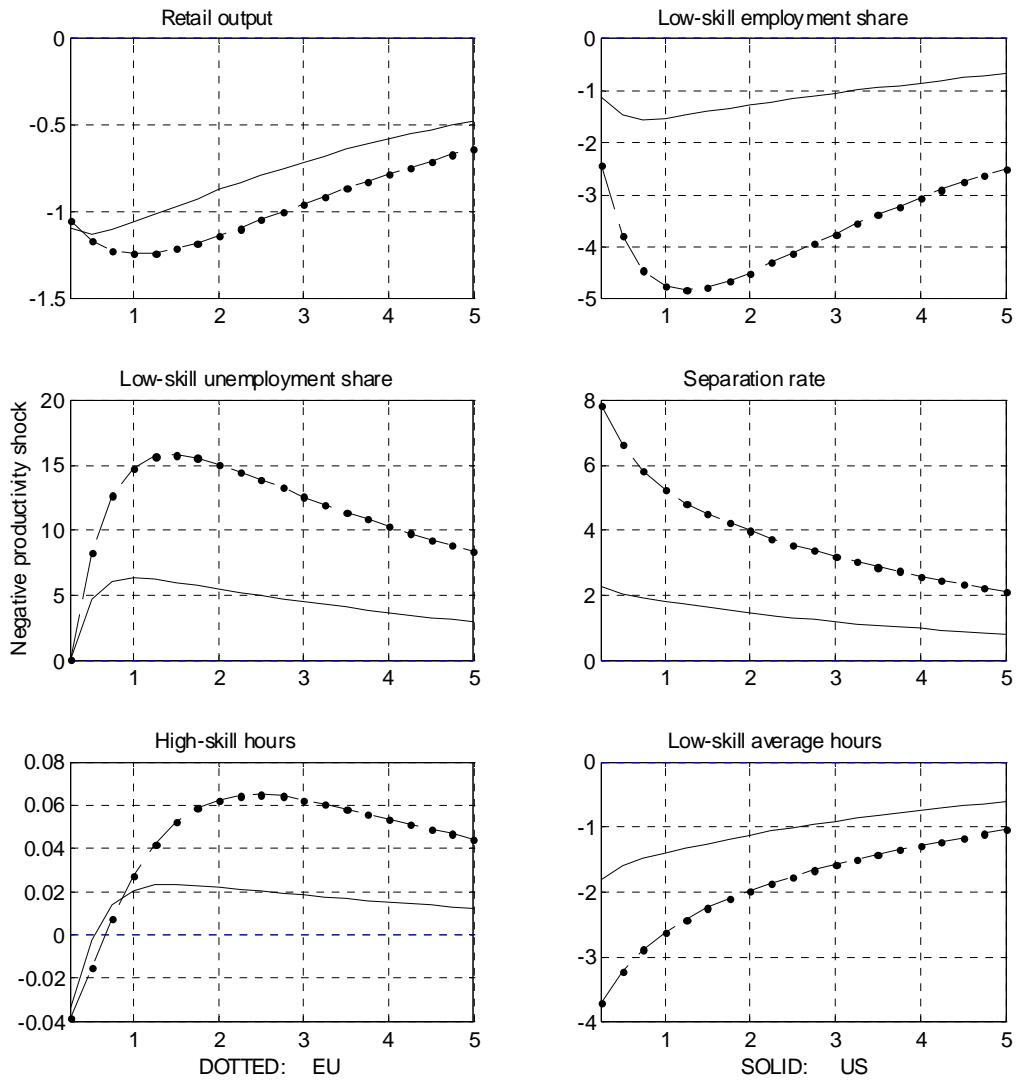 Retail output
Low-skill employment share
0
-0.5
-1
-1.5
1 2 3 4 5
0
-1
-2
-3
-4
-5
1 2 3 4 5
Negative productivity shock
Low-skill unemployment share
Separation rate
20
15
10
5
0
1 2 3 4 5
8
6
4
2
0
1 2 3 4 5
High-skill hours
Low-skill average hours
0.08
0.06
0.04
0.02
0
-0.02
-0.04
1 2 3 4 5
0
-1
-2
-3
-4
1 2 3 4 5
DOTTED: EU
SOLID: US